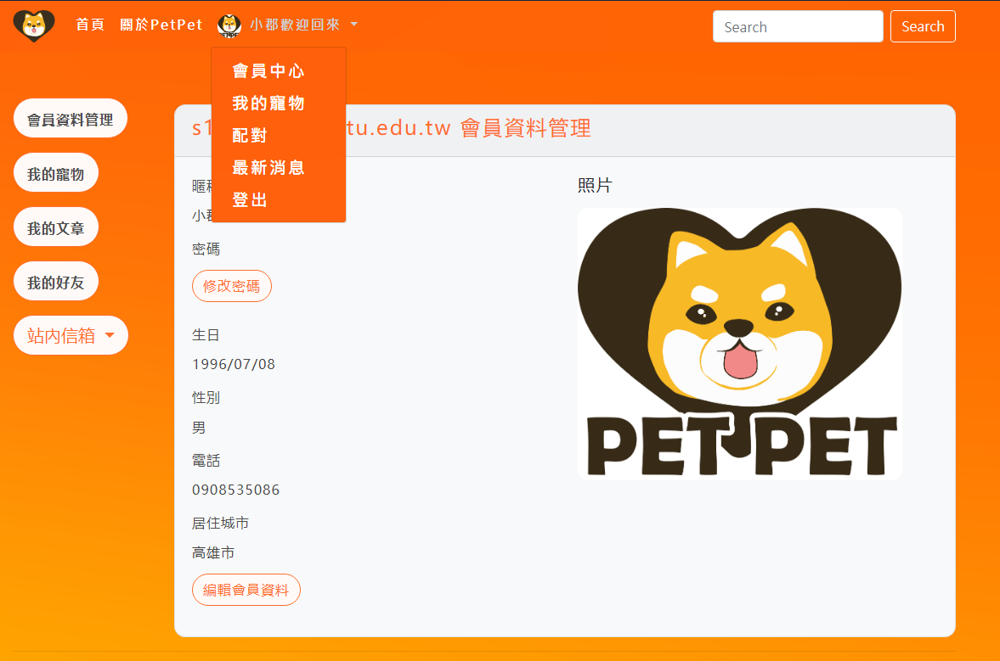 首頁 關於PetPet PETPET 小郡歡迎回來 Search Search
會員中心
我的寵物
配對
最新消息
登出
會員資料管理
我的寵物
我的文章
我的好友
站內信箱
tu.edu.tw 會員資料管理
小
密碼
修改密碼
生日
1996/07/08
性別
男
電話
0908535086
居住城市
高雄市
編輯會員資料
照片
PETPET